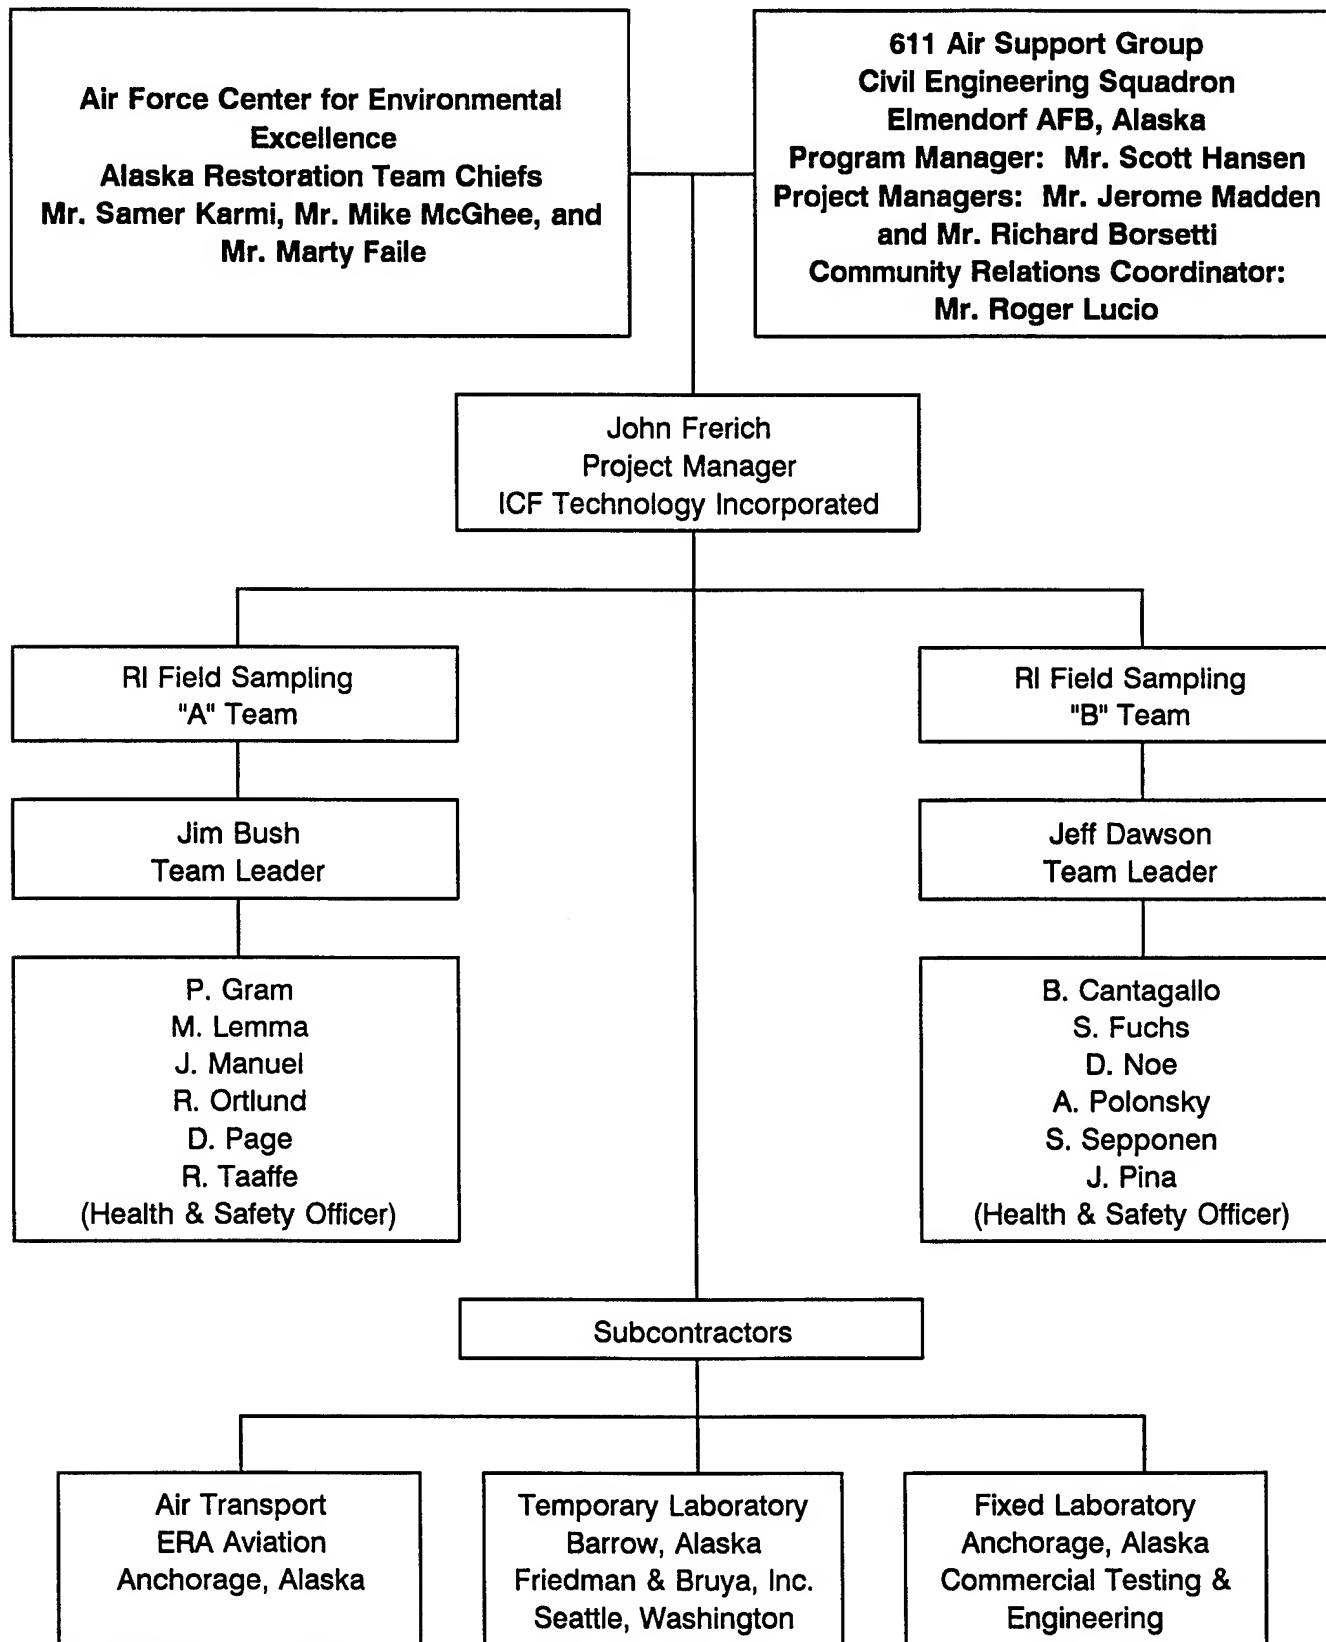 Air Force Center for Environmental
Excellence
Alaska Restoration Team Chiefs
Mr. Samer Karmi, Mr. Mike McGhee, and
Mr. Marty Faile
611 Air Support Group
Civil Engineering Squadron
Elmendorf AFB, Alaska
Program Manager: Mr. Scott Hansen
Project Managers: Mr. Jerome Madden
and Mr. Richard Borsetti
Community Relations Coordinator:
Mr. Roger Lucio
John Frerich
Project Manager
ICF Technology Incorporated
RI Field Sampling
"A" Team
RI Field Sampling
"B" Team
Jim Bush
Team Leader
Jeff Dawson
Team Leader
P. Gram
M. Lemma
J. Manuel
R. Ortlund
D. Page
R. Taaffe
(Health & Safety Officer)
B. Cantagallo
S. Fuchs
D. Noe
A. Polonsky
S. Sepponen
J. Pina
(Health & Safety Officer)
Subcontractors
Air Transport
ERA Aviation
Anchorage, Alaska
Temporary Laboratory
Barrow, Alaska
Friedman & Bruya, Inc.
Seattle, Washington
Fixed Laboratory
Anchorage, Alaska
Commercial Testing &
Engineering